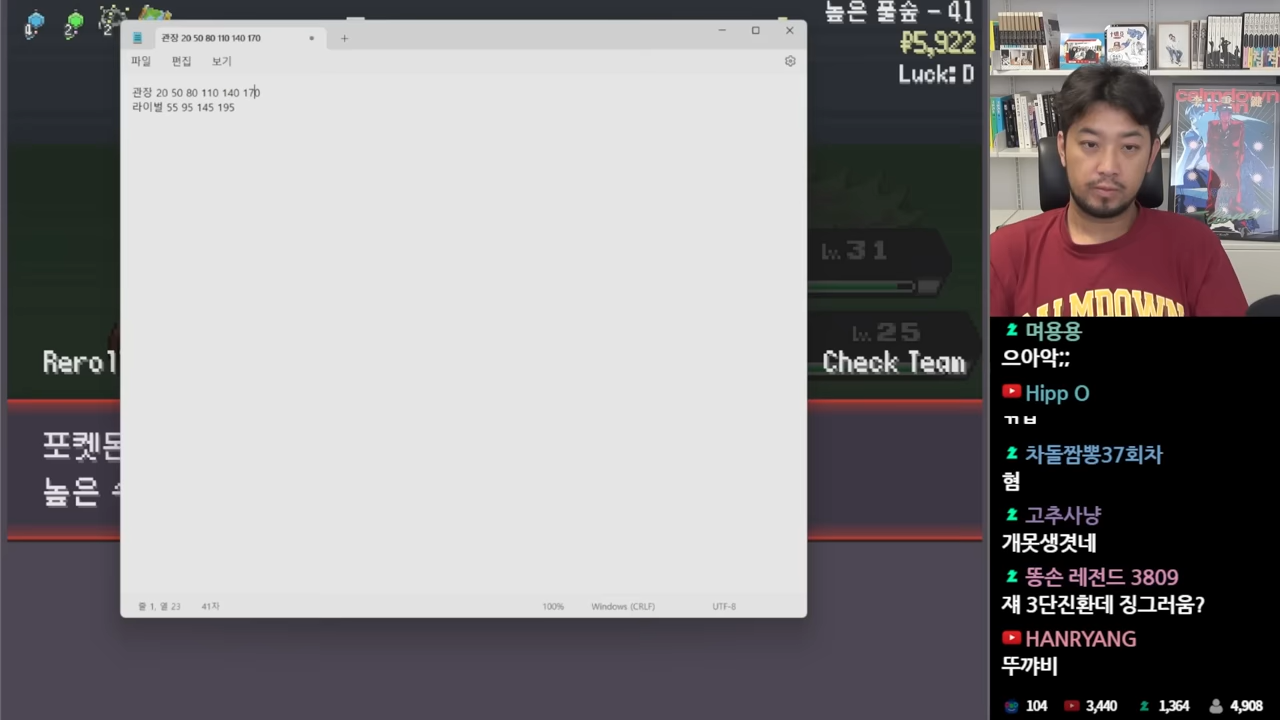 관장 20 50 80 110 140 170
파일 편집 보기
관장 20 50 80 110 140 170
라이벌 55 95 145 195
줄 1, 열 23 41자 100% Windows (CRLF) UTF-8
높은 풀숲 - 41
₽5,922
Luck: D
Lv. 31
Lv. 25
Reroll
Check Team
높은
calmdown
CALMDOWN
며용용
으아악;;
Hipp O
차돌짬뽕37회차
혐
고추사냥
개못생겻네
똥손 레전드 3809
쟤 3단진환데 징그러움?
HANRYANG
뚜꺄비
104 3,440 1,364 4,908